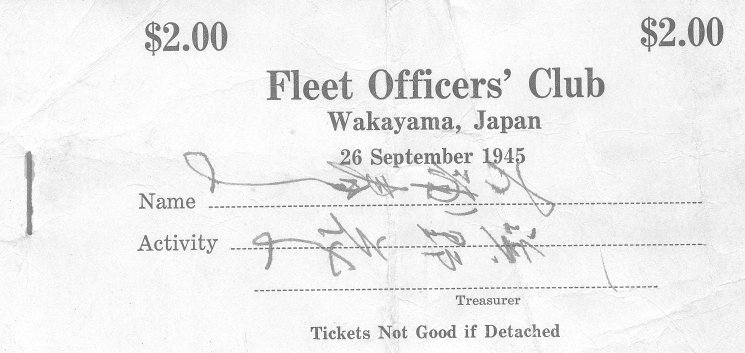 $2.00 $2.00
Fleet Officers' Club
Wakayama, Japan
26 September 1945
Name
Activity
Treasurer
Tickets Not Good if Detached